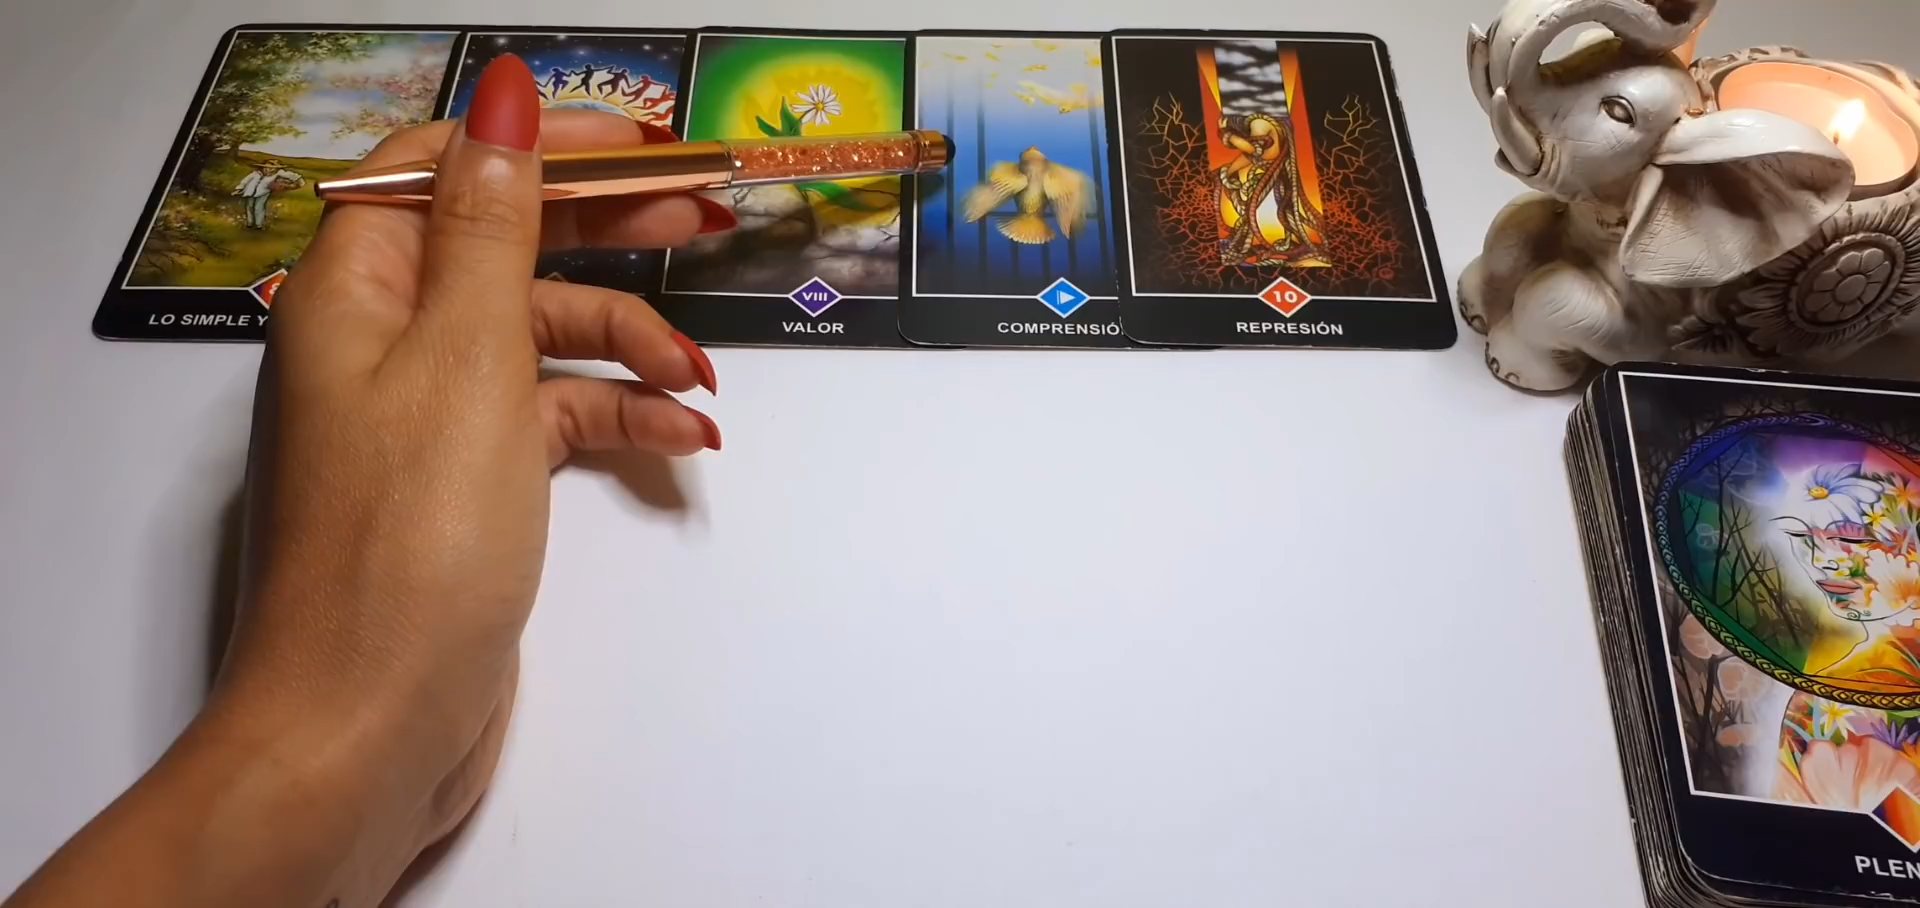 LO SIMPLE Y
VIII
VALOR
COMPRENSIÓ
10
REPRESIÓN
PLEN